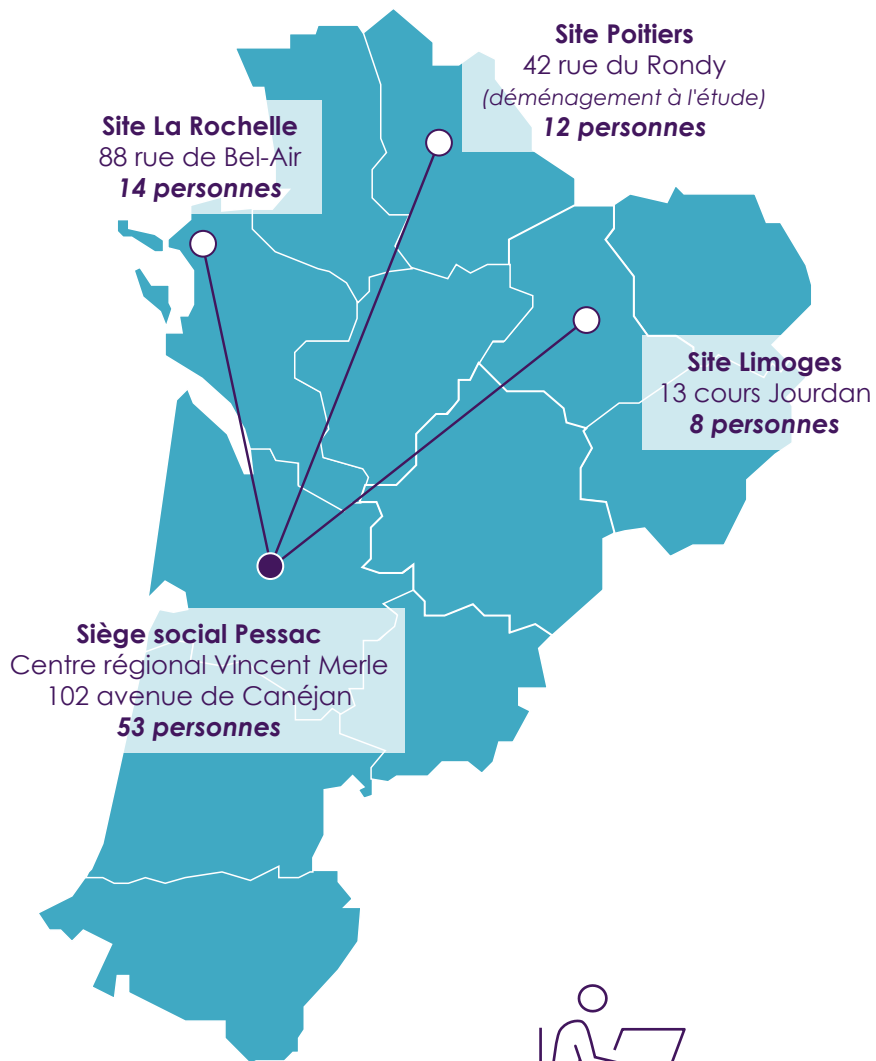 Site Poitiers
42 rue du Rondy
(déménagement à l'étude)
12 personnes
Site La Rochelle
88 rue de Bel-Air
14 personnes
Site Limoges
13 cours Jourdan
8 personnes
Siège social Pessac
Centre régional Vincent Merle
102 avenue de Canéjan
53 personnes